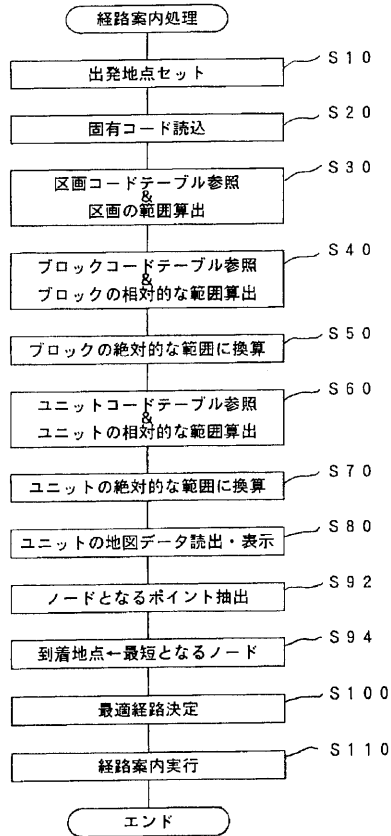 経路案内処理
S10
出発地点セット
S20
固有コード読込
S30
区画コードテーブル参照
&
区画の範囲算出
S40
ブロックコードテーブル参照
&
ブロックの相対的な範囲算出
S50
ブロックの絶対的な範囲に換算
S60
ユニットコードテーブル参照
&
ユニットの相対的な範囲算出
S70
ユニットの絶対的な範囲に換算
S80
ユニットの地図データ読出・表示
S92
ノードとなるポイント抽出
S94
到着地点←最短となるノード
S100
最適経路決定
S110
経路案内実行
エンド